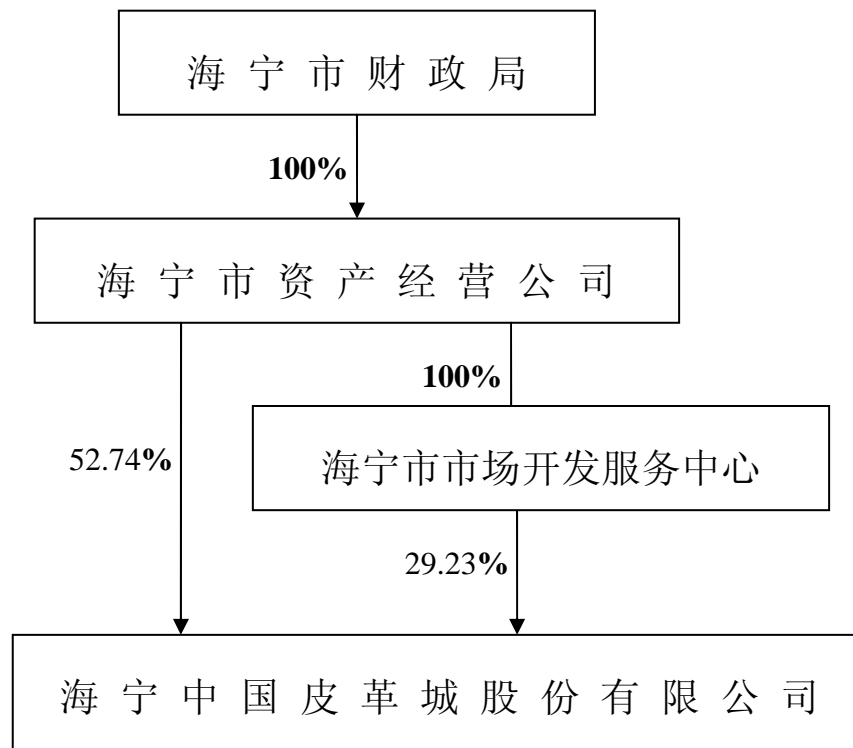 海宁市财政局
100%
海宁市资产经营公司
100%
52.74%
海宁市市场开发服务中心
29.23%
海宁中国皮革城股份有限公司